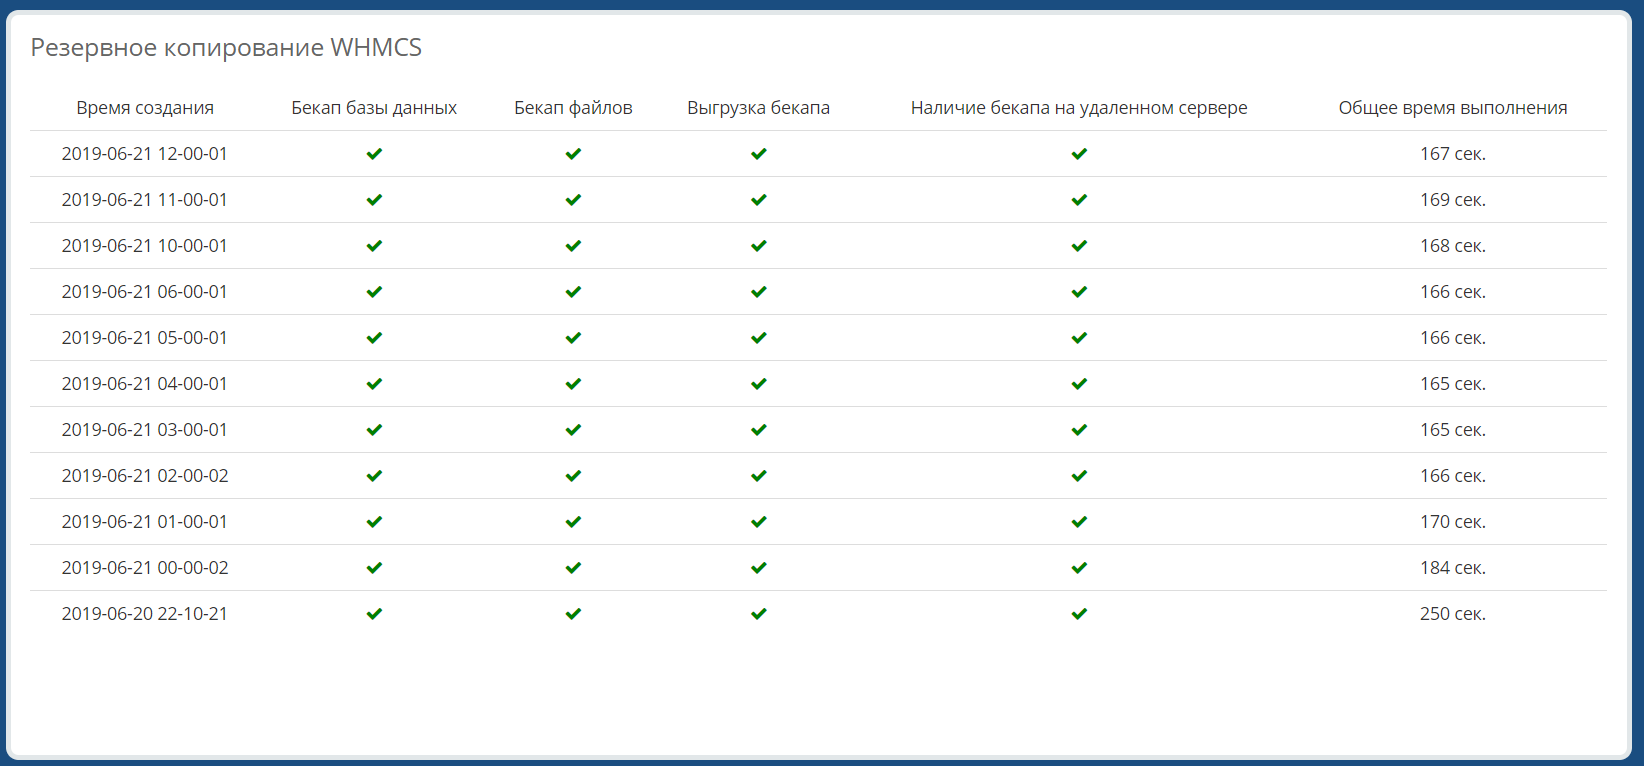 Резервное копирование WHMCS
Время создания Бекап базы данных Бекап файлов Выгрузка бекапа Наличие бекапа на удаленном сервере Общее время выполнения
2019-06-21 12-00-01 167 сек.
2019-06-21 11-00-01 169 сек.
2019-06-21 10-00-01 168 сек.
2019-06-21 06-00-01 166 сек.
2019-06-21 05-00-01 166 сек.
2019-06-21 04-00-01 165 сек.
2019-06-21 03-00-01 165 сек.
2019-06-21 02-00-02 166 сек.
2019-06-21 01-00-01 170 сек.
2019-06-21 00-00-02 184 сек.
2019-06-20 22-10-21 250 сек.